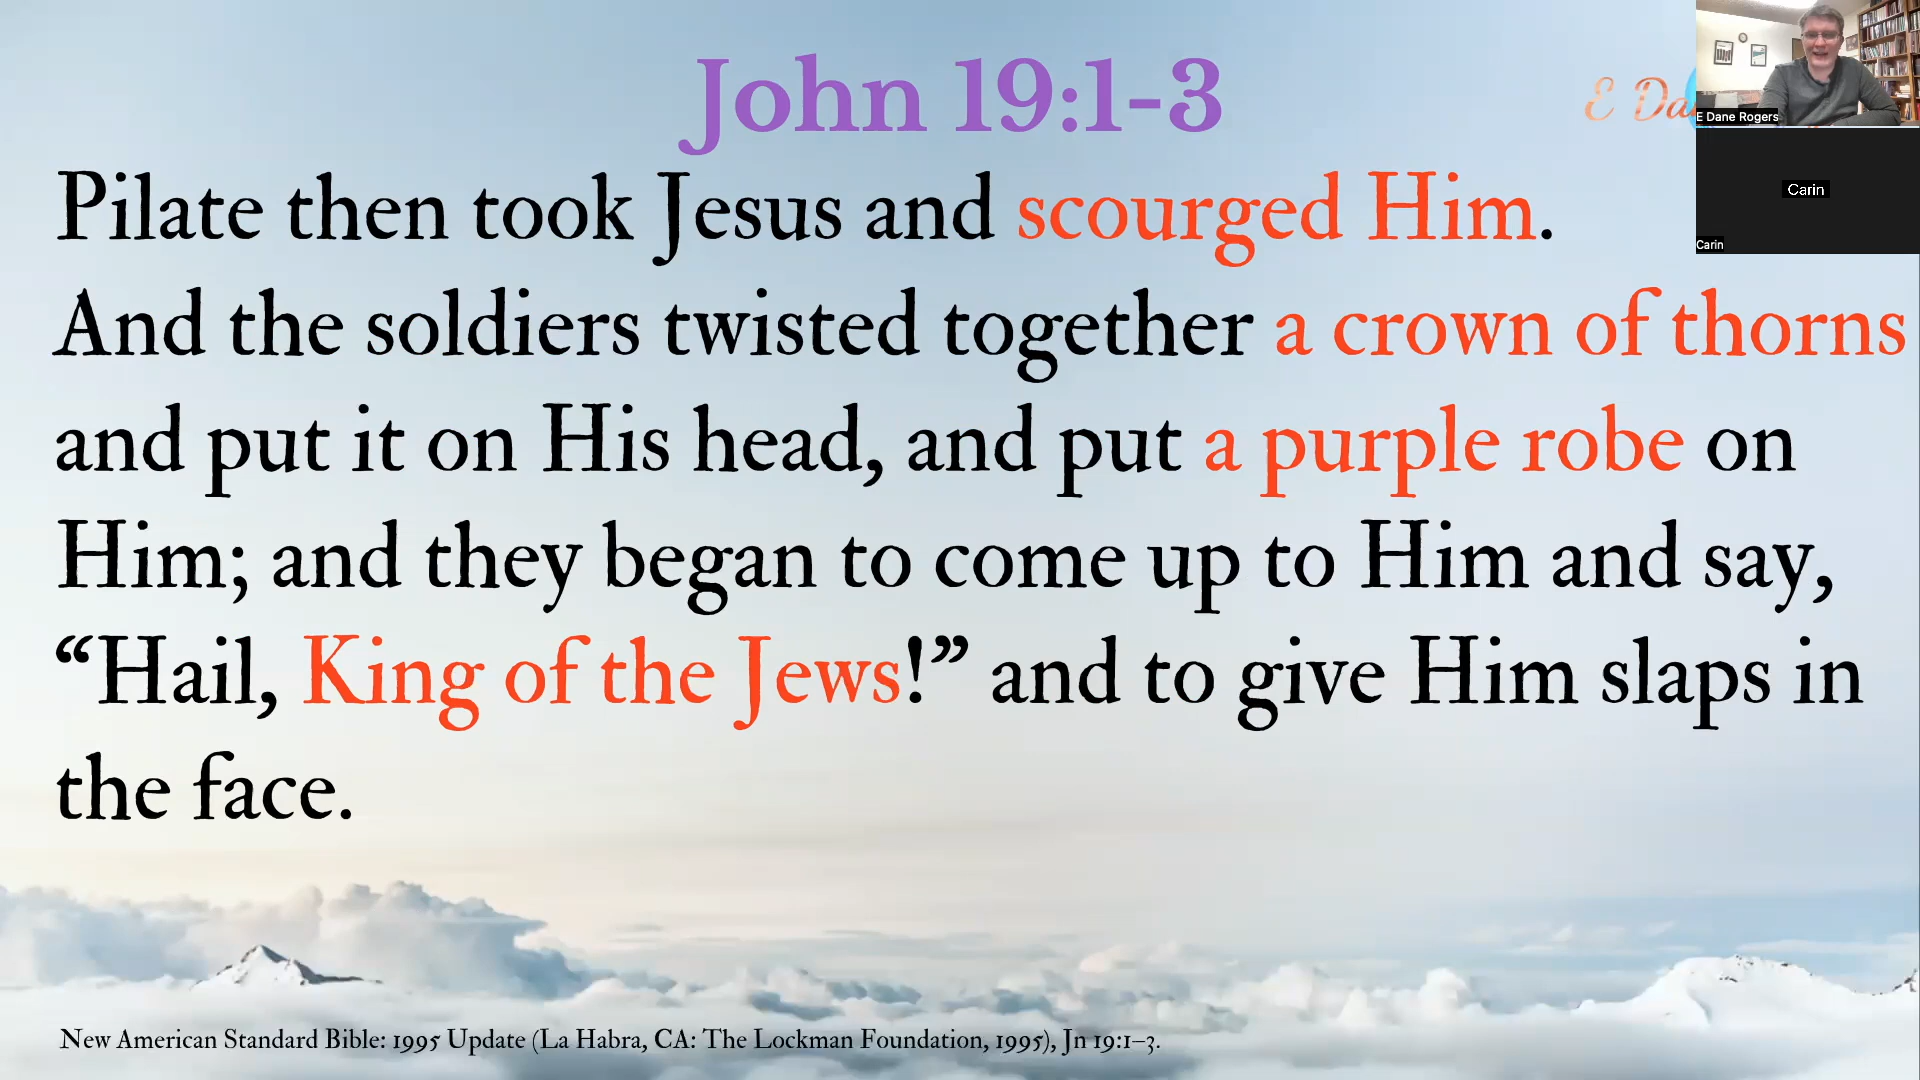 John 19:1-3
E Da
E Dane Rogers
Carin
Carin
Pilate then took Jesus and scourged Him.
And the soldiers twisted together a crown of thorns
and put it on His head, and put a purple robe on
Him; and they began to come up to Him and say,
“Hail, King of the Jews!” and to give Him slaps in
the face.
New American Standard Bible: 1995 Update (La Habra, CA: The Lockman Foundation, 1995), Jn 19:1–3.